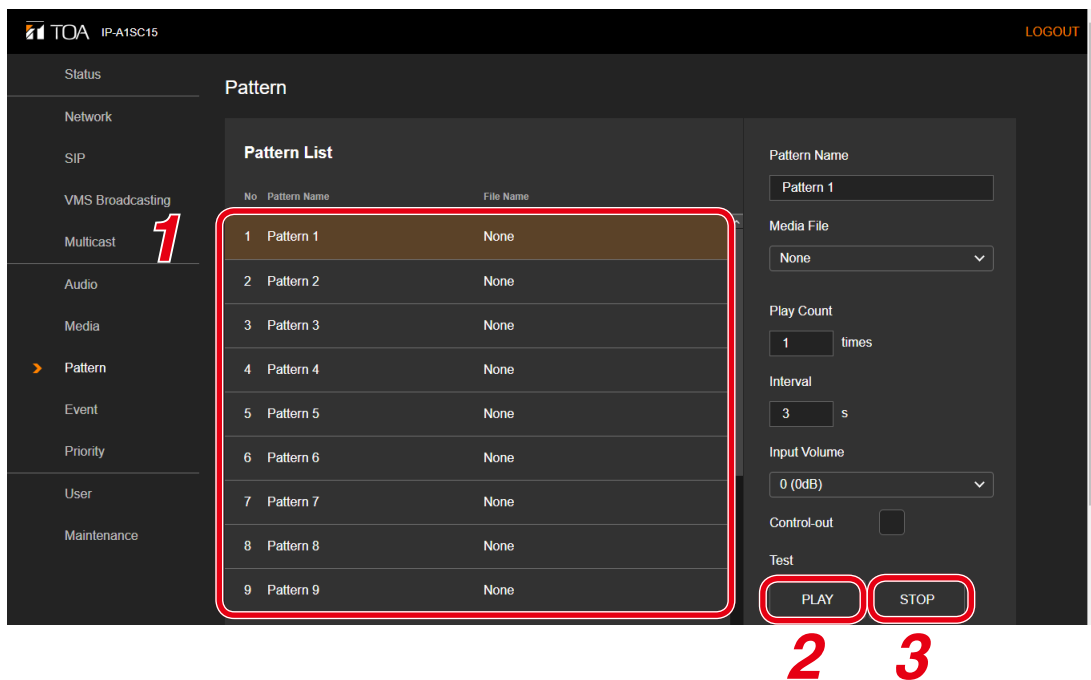 TOA IP-A1SC15
LOGOUT
Status
Network
SIP
VMS Broadcasting
Multicast
Audio
Media
Pattern
Event
Priority
User
Maintenance
Pattern
Pattern List
No Pattern Name File Name
1 Pattern 1 None
2 Pattern 2 None
3 Pattern 3 None
4 Pattern 4 None
5 Pattern 5 None
6 Pattern 6 None
7 Pattern 7 None
8 Pattern 8 None
9 Pattern 9 None
1
Pattern Name
Pattern 1
Media File
None
Play Count
1 times
Interval
3 s
Input Volume
0 (0dB)
Control-out
Test
PLAY STOP
2 3